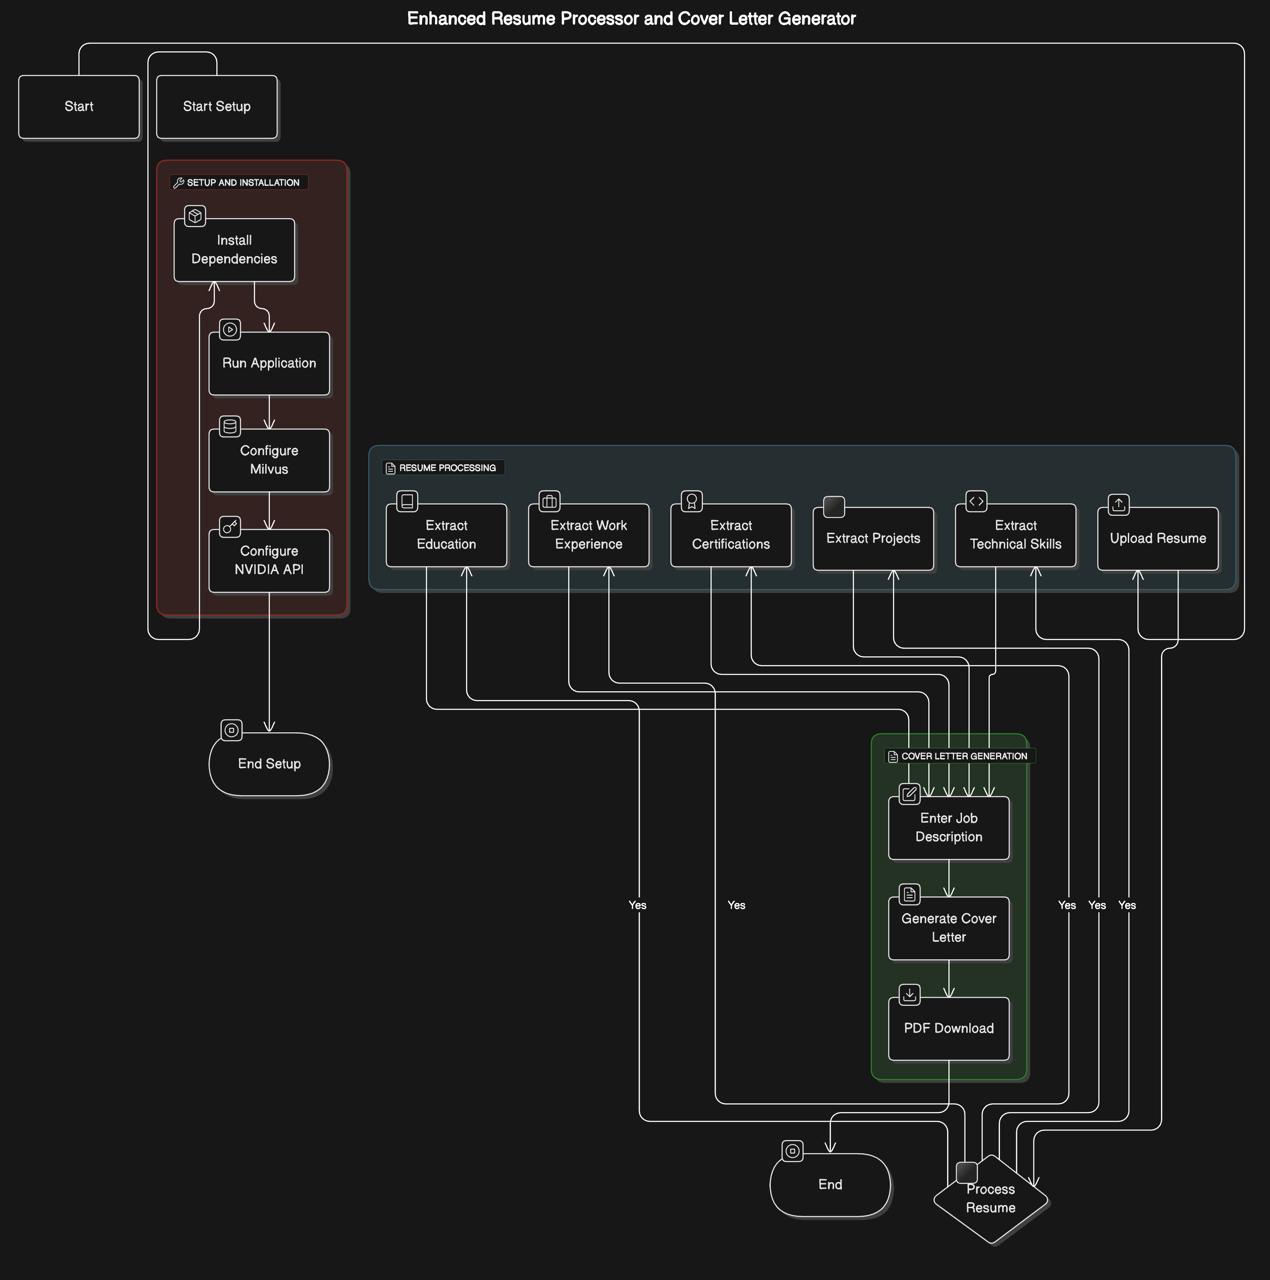 Enhanced Resume Processor and Cover Letter Generator
Start
Start Setup
SETUP AND INSTALLATION
Install
Dependencies
Run Application
Configure
Milvus
Configure
NVIDIA API
End Setup
RESUME PROCESSING
Extract
Education
Extract Work
Experience
Extract
Certifications
Extract Projects
Extract
Technical Skills
Upload Resume
COVER LETTER GENERATION
Enter Job
Description
Generate Cover
Letter
PDF Download
Yes
Yes
Yes
Yes
Yes
End
Process
Resume